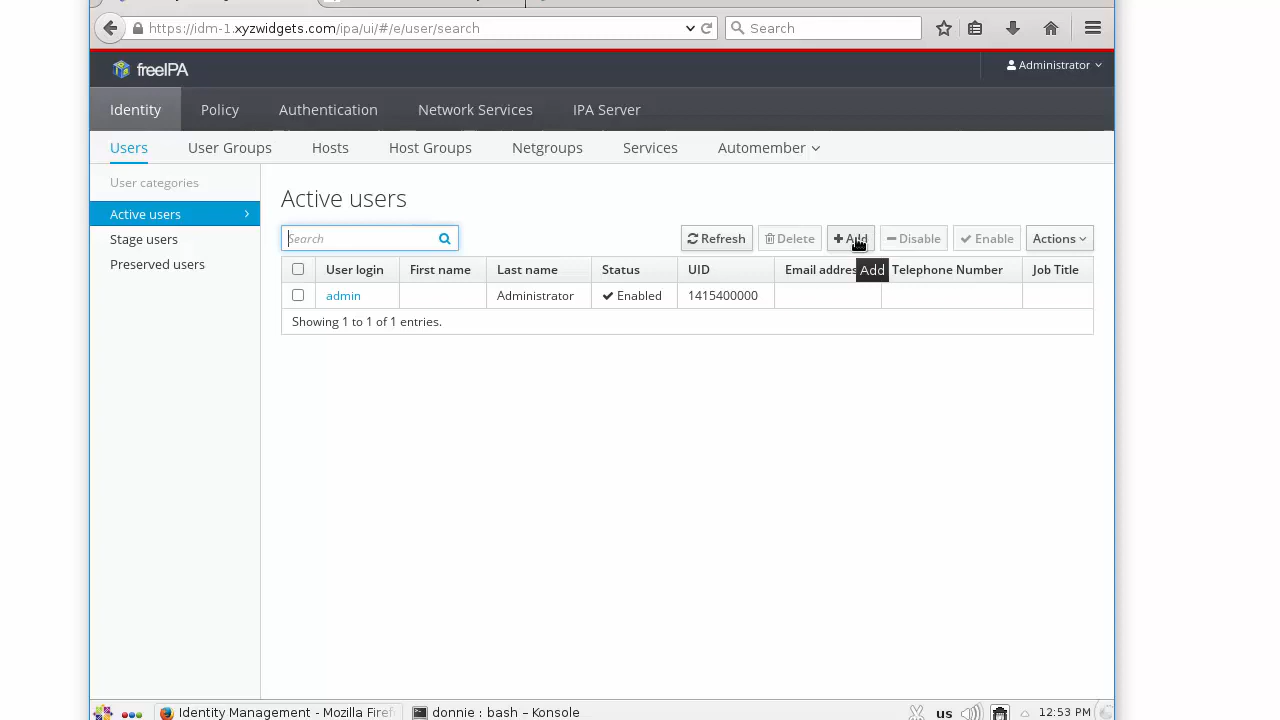 https://idm-1.xyzwidgets.com/ipa/ui/#/e/user/search
Search
freeIPA
Administrator
Identity Policy Authentication Network Services IPA Server
Users User Groups Hosts Host Groups Netgroups Services Automember
User categories
Active users
Stage users
Preserved users
Active users
Search
Refresh Delete Add Disable Enable Actions
User login First name Last name Status UID Email addres Telephone Number Job Title
Add
admin Administrator Enabled 1415400000
Showing 1 to 1 of 1 entries.
Identity Management - Mozilla Firef
donnie : bash – Konsole
us
12:53 PM